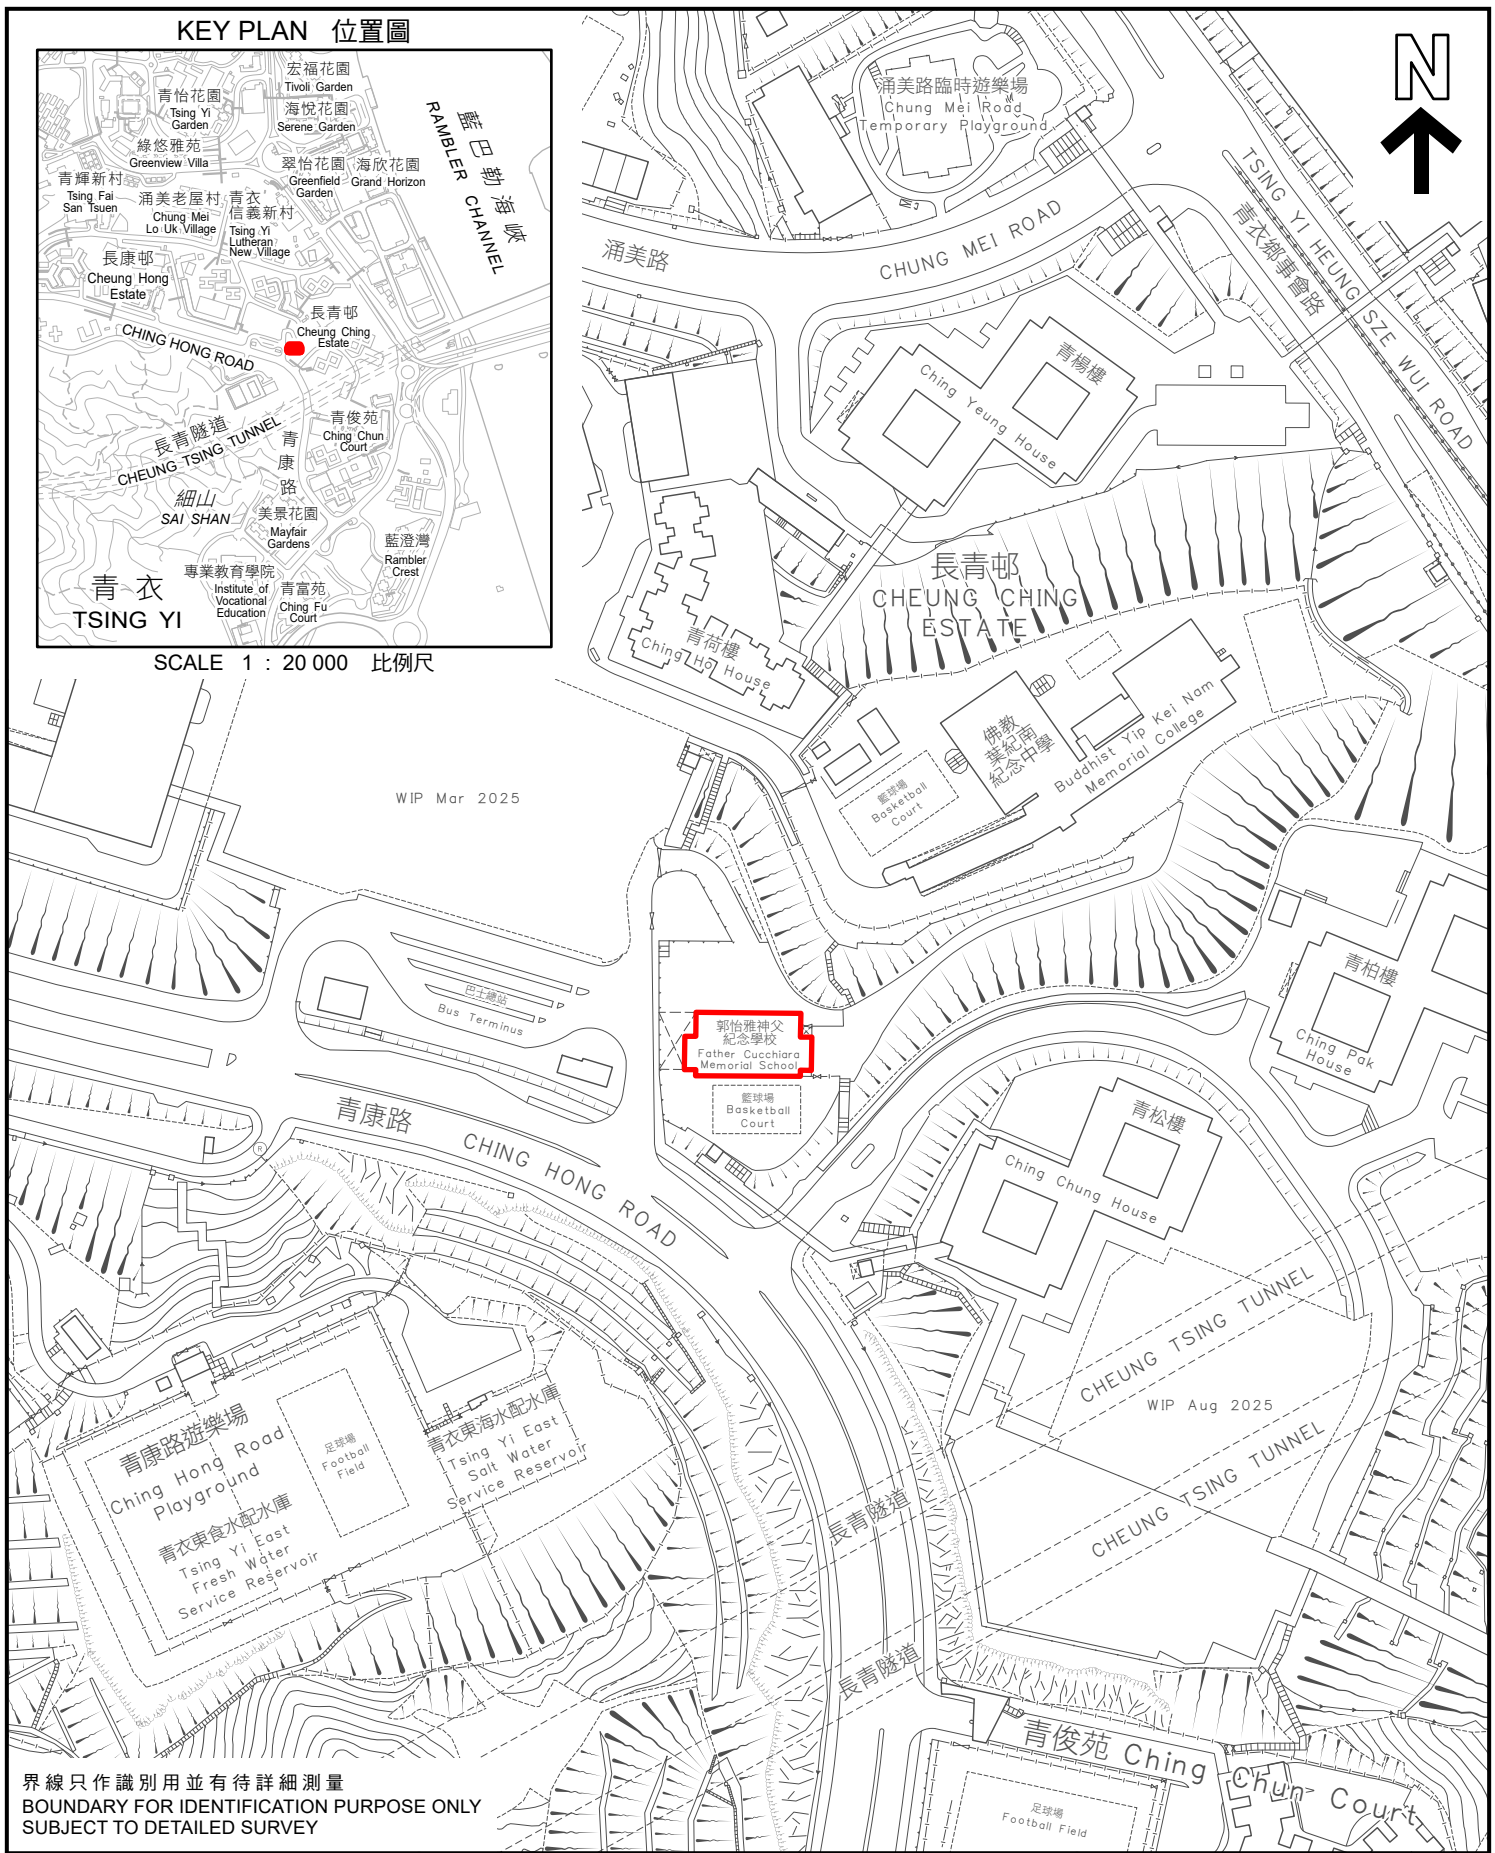 KEY PLAN 位置圖
宏福花園
Tivoli Garden
青怡花園
Tsing Yi
Garden
海悅花園
Serene Garden
綠悠雅苑
Greenview Villa
翠怡花園
Greenfield
Garden
海欣花園
Grand Horizon
藍巴勒海峽
RAMBLER CHANNEL
青輝新村
Tsing Fai
San Tsuen
涌美老屋村
Chung Mei
Lo Uk Village
青衣
信義新村
Tsing Yi
Lutheran
New Village
長康邨
Cheung Hong
Estate
長青邨
Cheung Ching
Estate
CHING HONG ROAD
青康路
長青隧道
CHEUNG TSING TUNNEL
青俊苑
Ching Chun
Court
細山
SAI SHAN
美景花園
Mayfair
Gardens
藍澄灣
Rambler
Crest
專業教育學院
Institute of
Vocational
Education
青富苑
Ching Fu
Court
青衣
TSING YI
SCALE 1 : 20 000 比例尺
N
涌美路臨時遊樂場
Chung Mei Road
Temporary Playground
涌美路
CHUNG MEI ROAD
TSING YI HEUNG SZE WUI ROAD
青衣鄉事會路
青楊樓
Ching Yeung House
長青邨
CHEUNG CHING
ESTATE
青荷樓
Ching Ho House
佛教
葉紀南
紀念中學
Buddhist Yip Kei Nam
Memorial College
籃球場
Basketball
Court
WIP Mar 2025
巴士總站
Bus Terminus
郭怡雅神父
紀念學校
Father Cucchiara
Memorial School
籃球場
Basketball
Court
青柏樓
Ching Pak
House
青松樓
Ching Chung House
青康路
CHING HONG ROAD
R
CHEUNG TSING TUNNEL
WIP Aug 2025
CHEUNG TSING TUNNEL
長青隧道
長青隧道
青康路遊樂場
Ching Hong Road
Playground
足球場
Football
Field
青衣東海水配水庫
Tsing Yi East
Salt Water
Service Reservoir
青衣東食水配水庫
Tsing Yi East
Fresh Water
Service Reservoir
青俊苑 Ching Chun Court
足球場
Football Field
界線只作識別用並有待詳細測量
BOUNDARY FOR IDENTIFICATION PURPOSE ONLY
SUBJECT TO DETAILED SURVEY